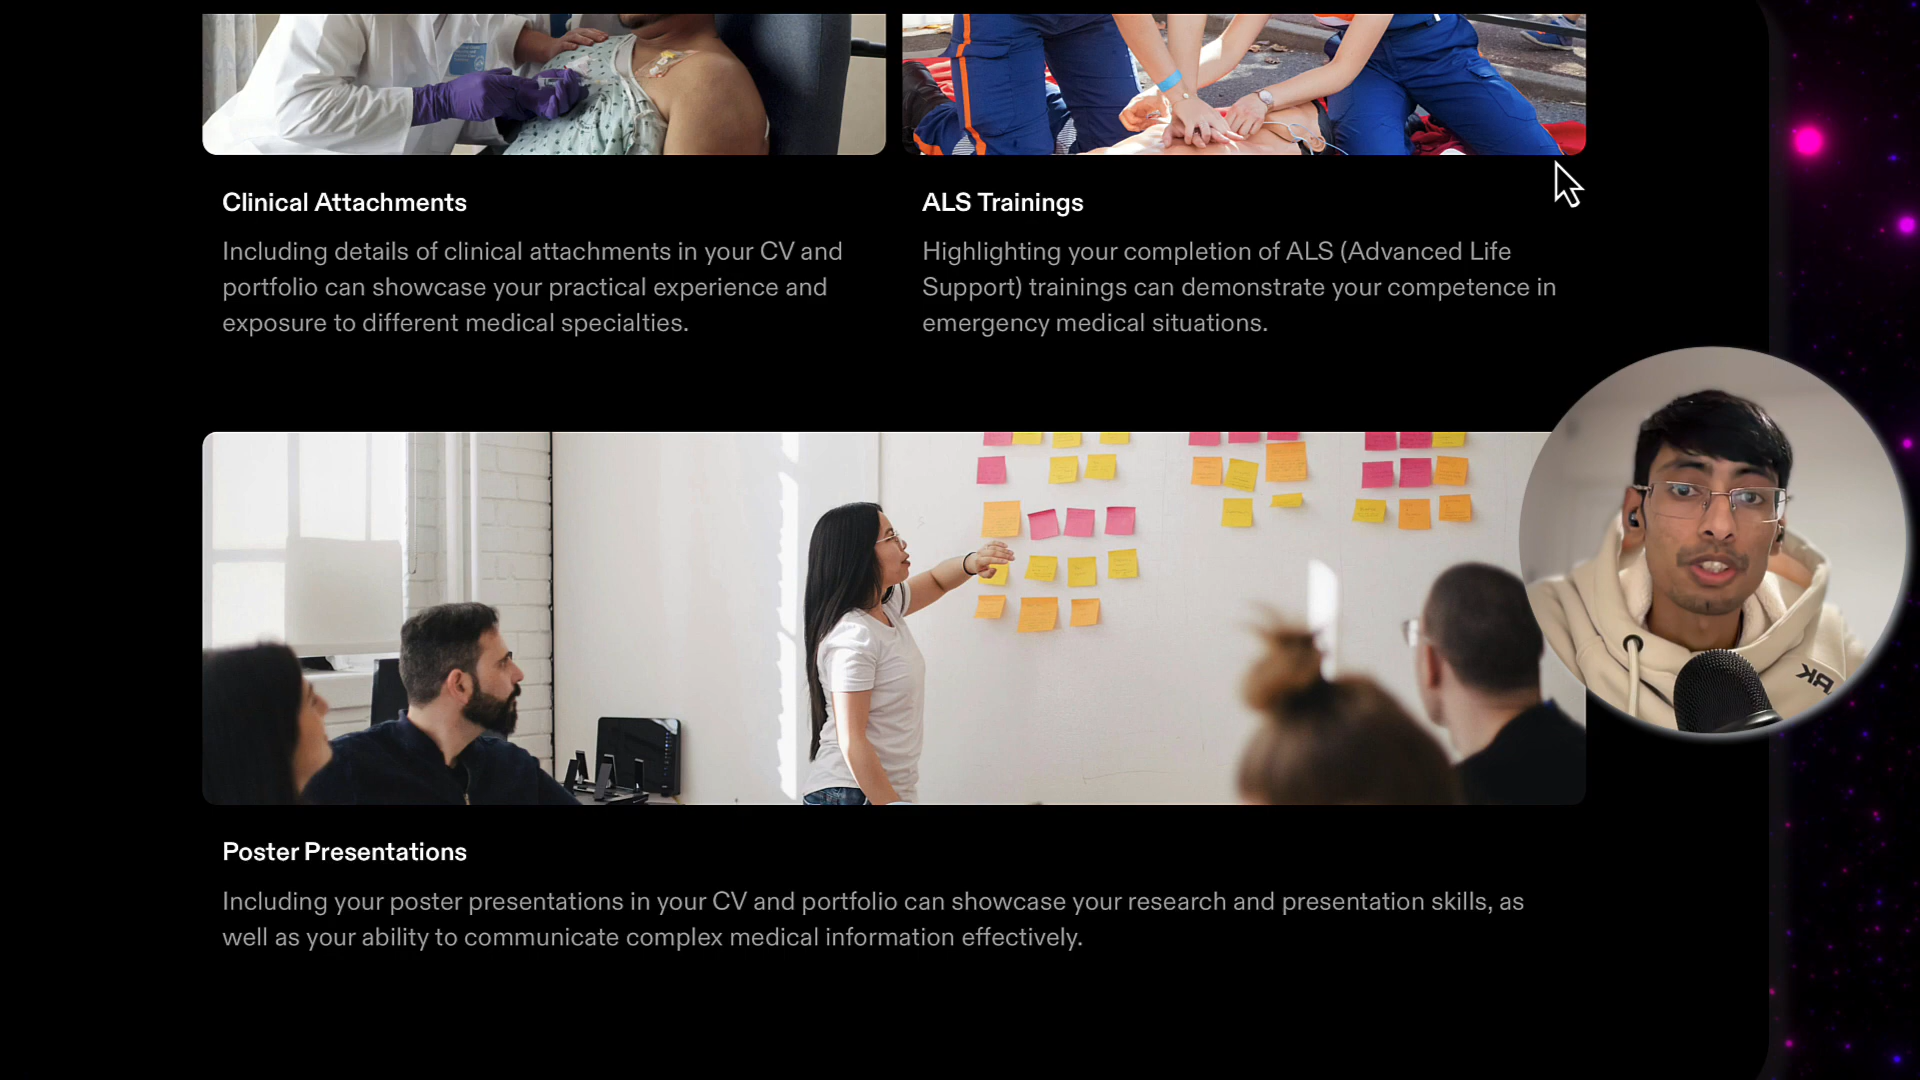 Clinical Attachments
Including details of clinical attachments in your CV and
portfolio can showcase your practical experience and
exposure to different medical specialties.
ALS Trainings
Highlighting your completion of ALS (Advanced Life
Support) trainings can demonstrate your competence in
emergency medical situations.
Poster Presentations
Including your poster presentations in your CV and portfolio can showcase your research and presentation skills, as
well as your ability to communicate complex medical information effectively.